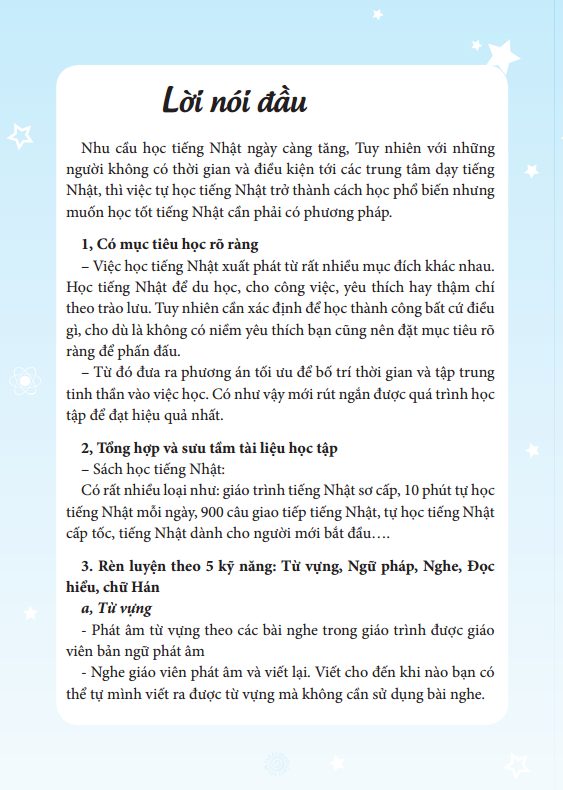 Lời nói đầu
Nhu cầu học tiếng Nhật ngày càng tăng, Tuy nhiên với những
người không có thời gian và điều kiện tới các trung tâm dạy tiếng
Nhật, thì việc tự học tiếng Nhật trở thành cách học phổ biến nhưng
muốn học tốt tiếng Nhật cần phải có phương pháp.
1, Có mục tiêu học rõ ràng
– Việc học tiếng Nhật xuất phát từ rất nhiều mục đích khác nhau.
Học tiếng Nhật để du học, cho công việc, yêu thích hay thậm chí
theo trào lưu. Tuy nhiên cần xác định để học thành công bất cứ điều
gì, cho dù là không có niềm yêu thích bạn cũng nên đặt mục tiêu rõ
ràng để phấn đấu.
– Từ đó đưa ra phương án tối ưu để bố trí thời gian và tập trung
tinh thần vào việc học. Có như vậy mới rút ngắn được quá trình học
tập để đạt hiệu quả nhất.
2, Tổng hợp và sưu tầm tài liệu học tập
– Sách học tiếng Nhật:
Có rất nhiều loại như: giáo trình tiếng Nhật sơ cấp, 10 phút tự học
tiếng Nhật mỗi ngày, 900 câu giao tiếp tiếng Nhật, tự học tiếng Nhật
cấp tốc, tiếng Nhật dành cho người mới bắt đầu….
3. Rèn luyện theo 5 kỹ năng: Từ vựng, Ngữ pháp, Nghe, Đọc
hiểu, chữ Hán
a, Từ vựng
- Phát âm từ vựng theo các bài nghe trong giáo trình được giáo
viên bản ngữ phát âm
- Nghe giáo viên phát âm và viết lại. Viết cho đến khi nào bạn có
thể tự mình viết ra được từ vựng mà không cần sử dụng bài nghe.